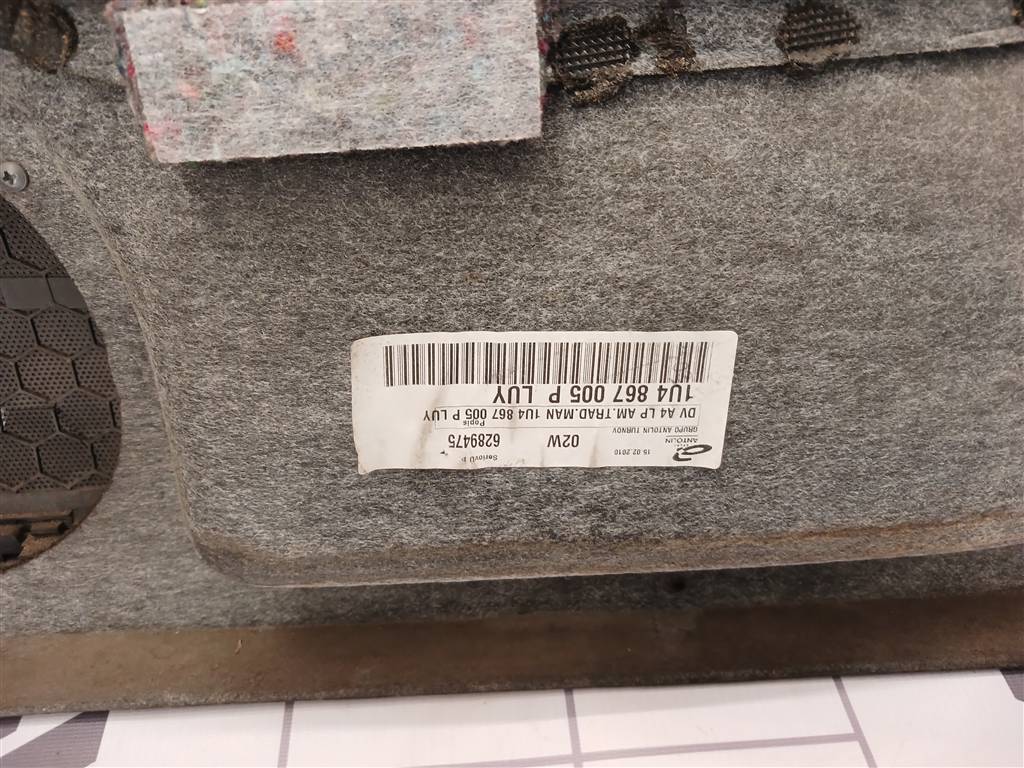 ANTOLIN
15.02.2010
GRUPO ANTOLIN TURNOV
02W
6289475
Popis
DV A4 LP AM.TRAD.MAN 1U4 867 005 P LUY
1U4 867 005 P LUY